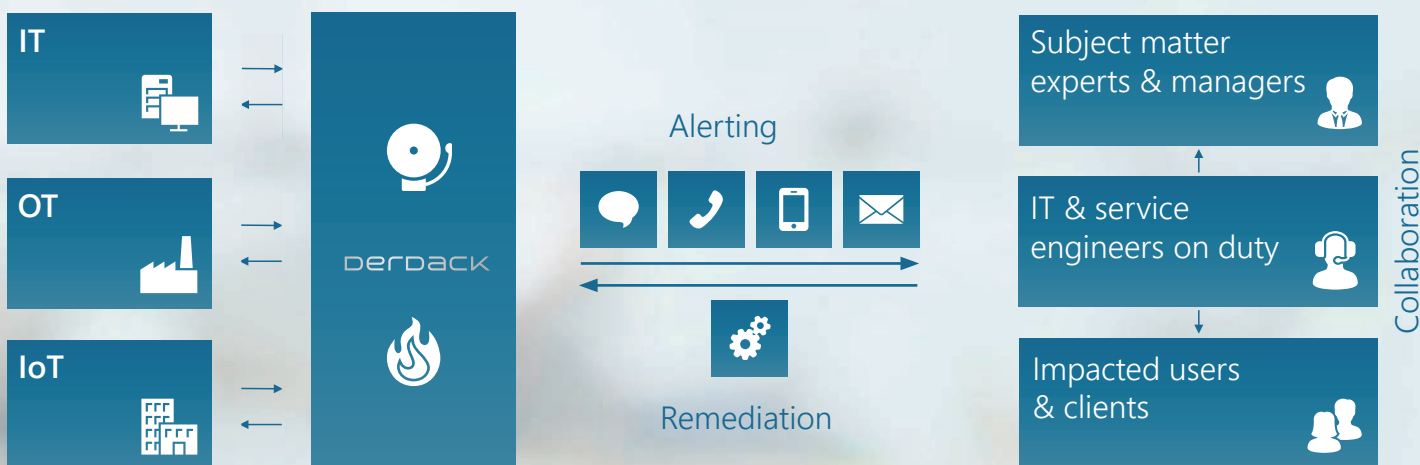 IT
OT
IoT
DERDACK
Alerting
Remediation
Subject matter
experts & managers
IT & service
engineers on duty
Impacted users
& clients
Collaboration